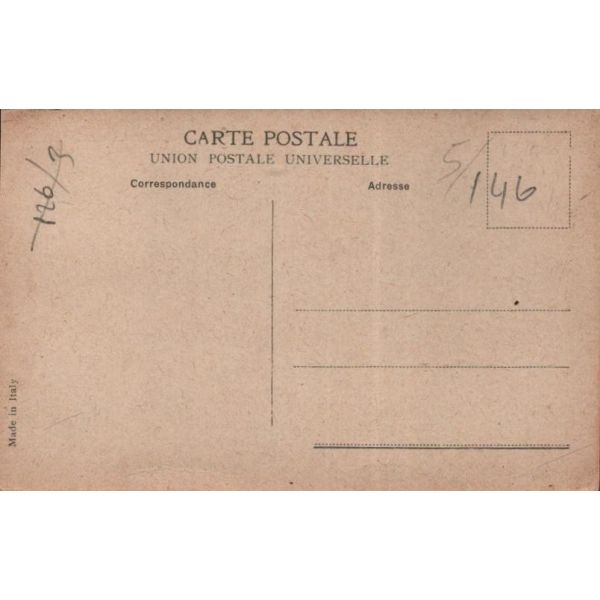 CARTE POSTALE
UNION POSTALE UNIVERSELLE
Correspondance
Adresse
5/146
126/3
Made in Italy